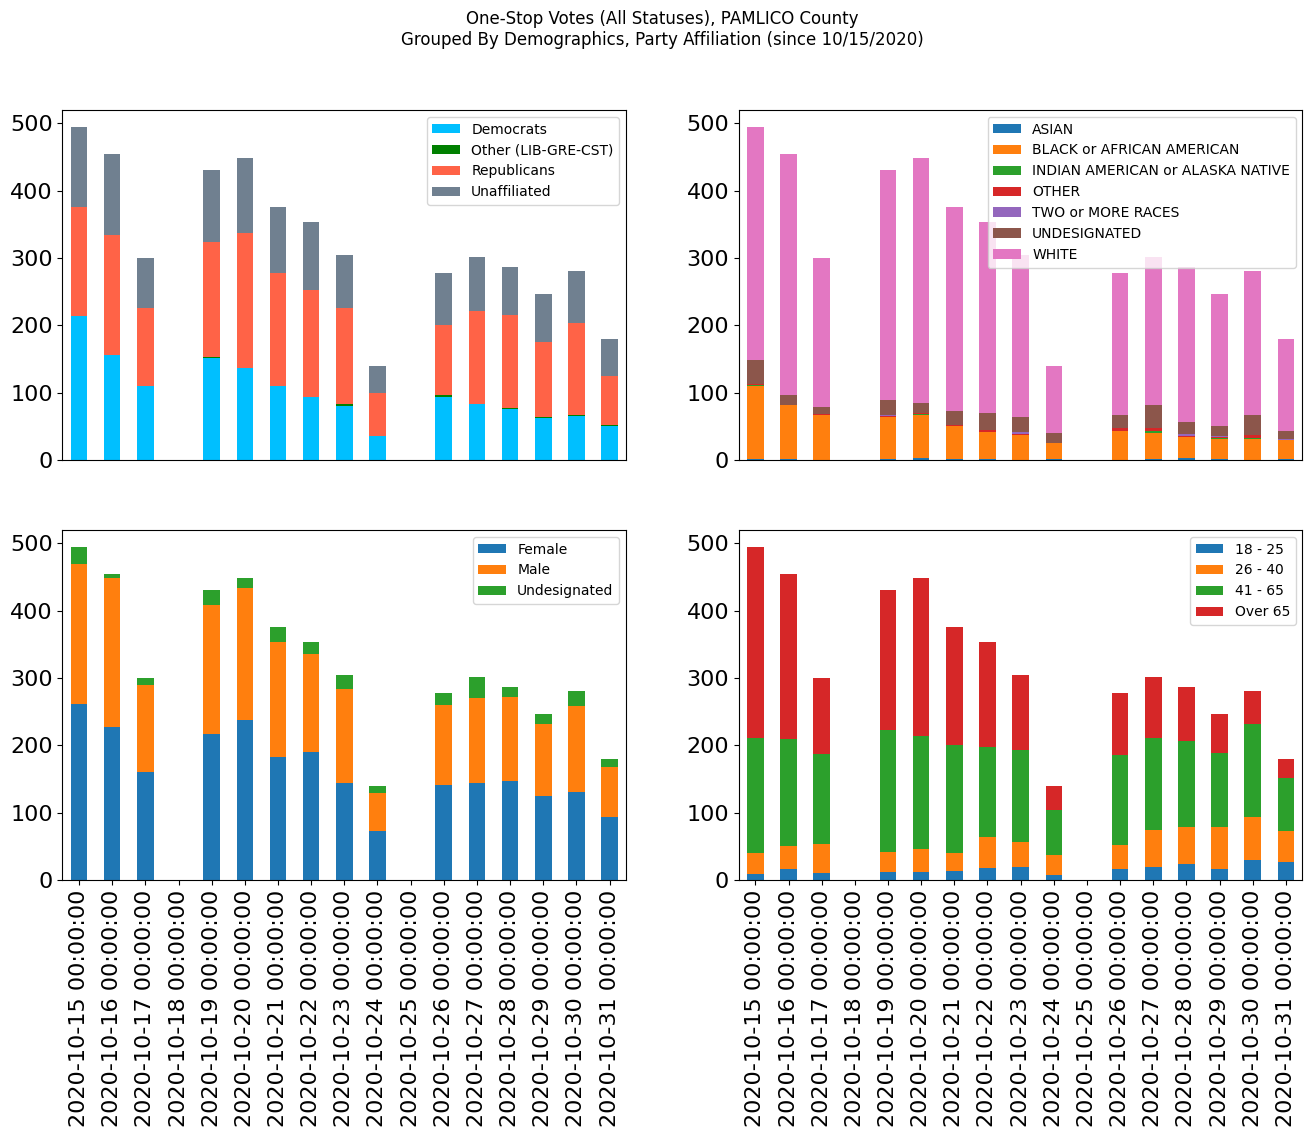 One-Stop Votes (All Statuses), PAMLICO County
Grouped By Demographics, Party Affiliation (since 10/15/2020)
500
400
300
200
100
0
Democrats
Other (LIB-GRE-CST)
Republicans
Unaffiliated
500
400
300
200
100
0
ASIAN
BLACK or AFRICAN AMERICAN
INDIAN AMERICAN or ALASKA NATIVE
OTHER
TWO or MORE RACES
UNDESIGNATED
WHITE
500
400
300
200
100
0
Female
Male
Undesignated
2020-10-15 00:00:00
2020-10-16 00:00:00
2020-10-17 00:00:00
2020-10-18 00:00:00
2020-10-19 00:00:00
2020-10-20 00:00:00
2020-10-21 00:00:00
2020-10-22 00:00:00
2020-10-23 00:00:00
2020-10-24 00:00:00
2020-10-25 00:00:00
2020-10-26 00:00:00
2020-10-27 00:00:00
2020-10-28 00:00:00
2020-10-29 00:00:00
2020-10-30 00:00:00
2020-10-31 00:00:00
500
400
300
200
100
0
18 - 25
26 - 40
41 - 65
Over 65
2020-10-15 00:00:00
2020-10-16 00:00:00
2020-10-17 00:00:00
2020-10-18 00:00:00
2020-10-19 00:00:00
2020-10-20 00:00:00
2020-10-21 00:00:00
2020-10-22 00:00:00
2020-10-23 00:00:00
2020-10-24 00:00:00
2020-10-25 00:00:00
2020-10-26 00:00:00
2020-10-27 00:00:00
2020-10-28 00:00:00
2020-10-29 00:00:00
2020-10-30 00:00:00
2020-10-31 00:00:00